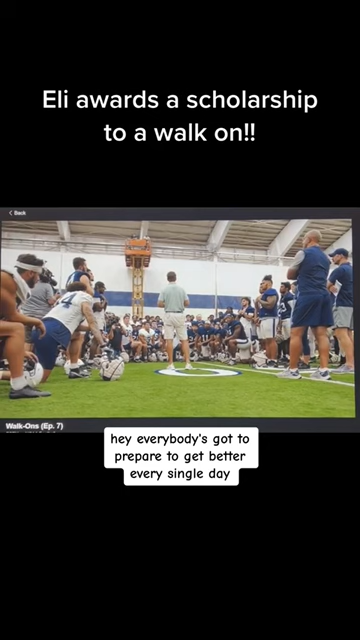 Eli awards a scholarship
to a walk on!!
< Back
Walk-Ons (Ep. 7)
hey everybody's got to
prepare to get better
every single day